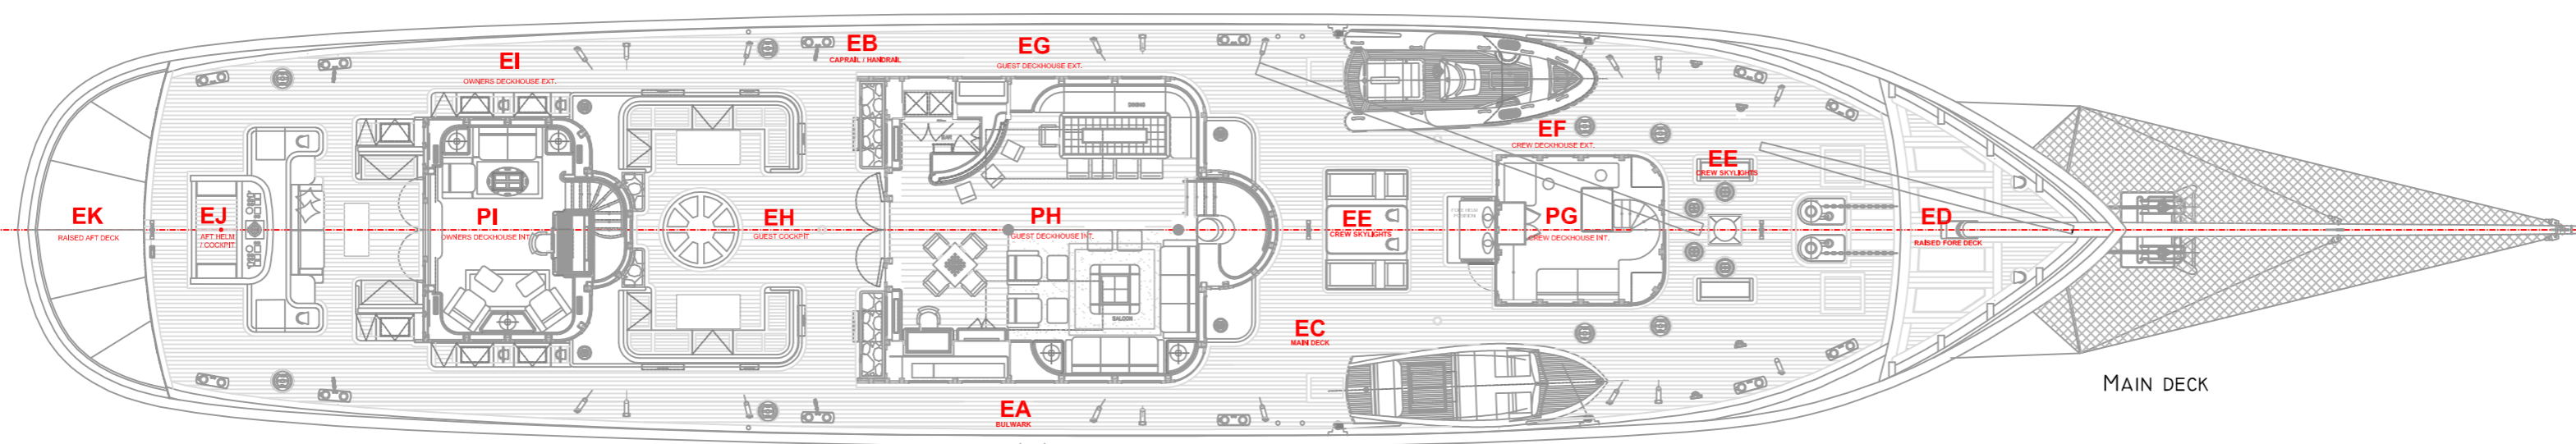 EK
RAISED AFT DECK
EJ
AFT HELM
/ COCKPIT
EI
OWNERS DECKHOUSE EXT.
PI
OWNERS DECKHOUSE INT.
EH
GUEST COCKPIT
EB
CAPRAIL / HANDRAIL
EG
GUEST DECKHOUSE EXT.
BAR
DINING
PH
GUEST DECKHOUSE INT.
SALOON
EA
BULWARK
EC
MAIN DECK
EE
CREW SKYLIGHTS
EF
CREW DECKHOUSE EXT.
PG
CREW DECKHOUSE INT.
EE
CREW SKYLIGHTS
ED
RAISED FORE DECK
MAIN DECK